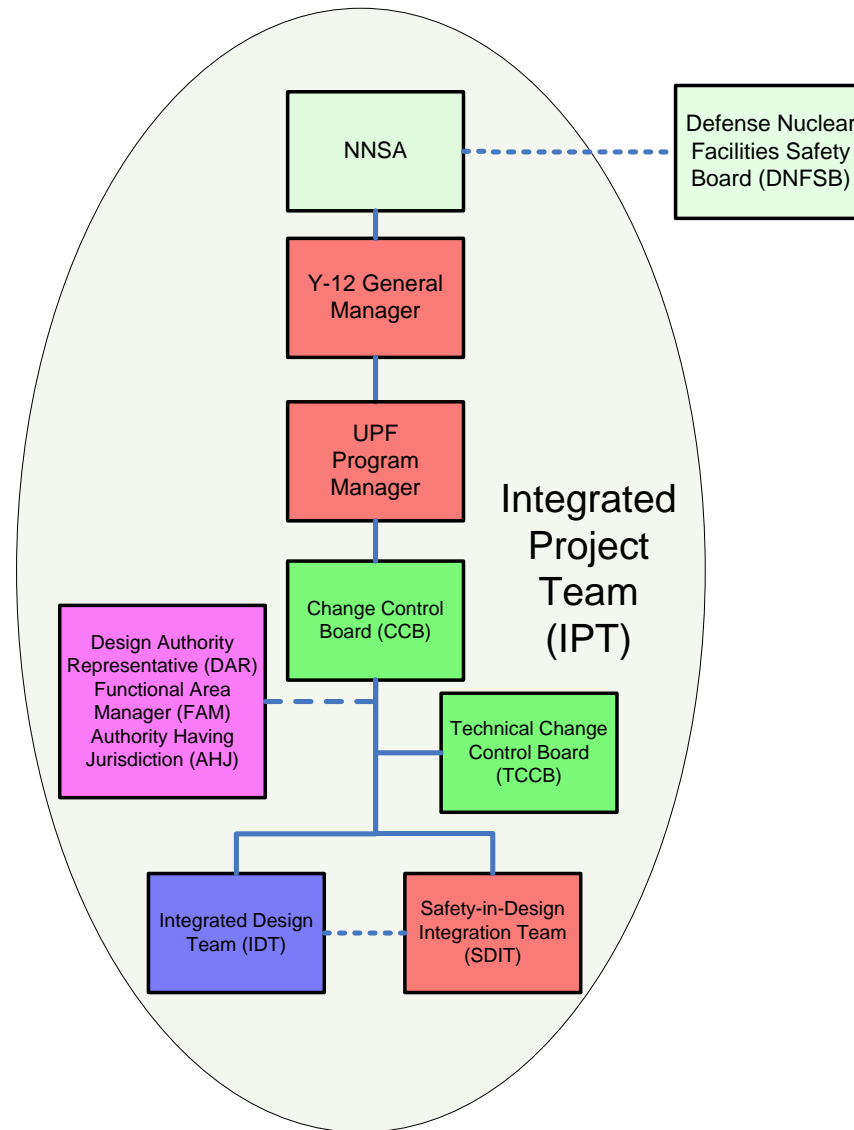 NNSA
Defense Nuclear
Facilities Safety
Board (DNFSB)
Y-12 General
Manager
UPF
Program
Manager
Integrated
Project
Team
(IPT)
Change Control
Board (CCB)
Design Authority
Representative (DAR)
Functional Area
Manager (FAM)
Authority Having
Jurisdiction (AHJ)
Technical Change
Control Board
(TCCB)
Integrated Design
Team (IDT)
Safety-in-Design
Integration Team
(SDIT)